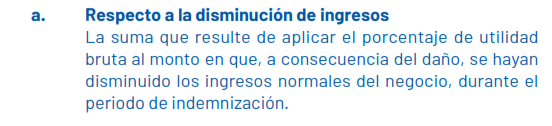 a. Respecto a la disminución de ingresos
La suma que resulte de aplicar el porcentaje de utilidad
bruta al monto en que, a consecuencia del daño, se hayan
disminuido los ingresos normales del negocio, durante el
periodo de indemnización.